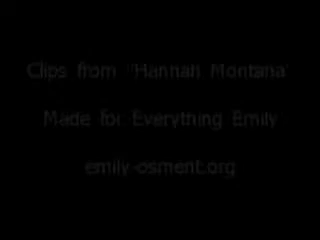 Clips from "Hannah Montana"
Made for Everything Emily
emily-osment.org